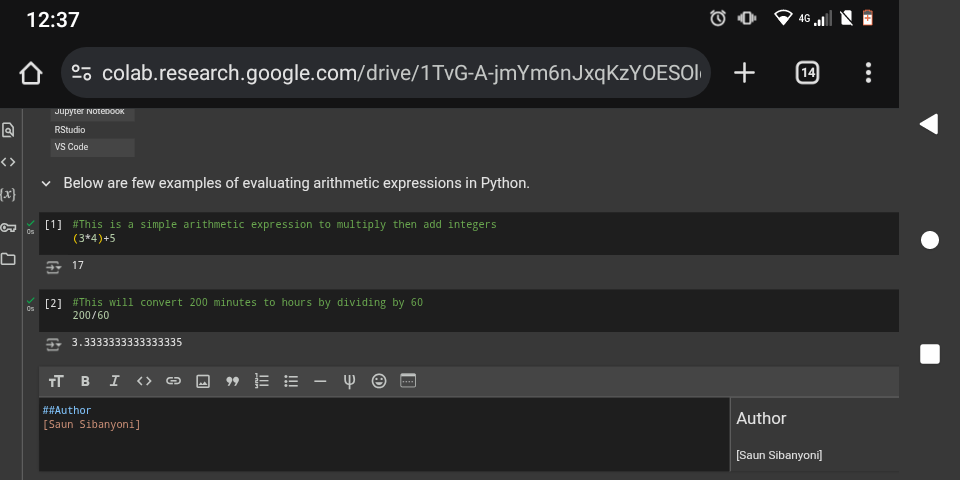 12:37
4G
colab.research.google.com/drive/1TvG-A-jmYm6nJxqKzYOESOl
14
Jupyter Notebook
RStudio
VS Code
Below are few examples of evaluating arithmetic expressions in Python.
[1] #This is a simple arithmetic expression to multiply then add integers
0s
(3*4)+5
17
[2] #This will convert 200 minutes to hours by dividing by 60
0s
200/60
3.3333333333333335
##Author
[Saun Sibanyoni]
Author
[Saun Sibanyoni]